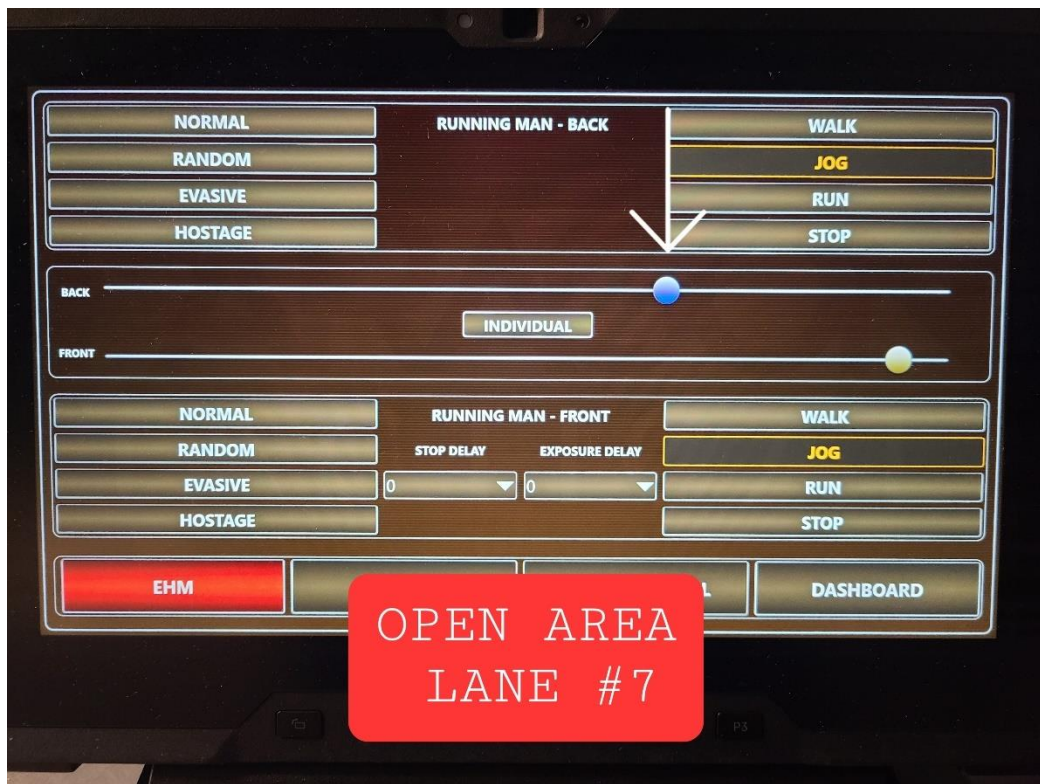 NORMAL
RUNNING MAN - BACK
WALK
RANDOM
JOG
EVASIVE
RUN
HOSTAGE
STOP
BACK
INDIVIDUAL
FRONT
NORMAL
RUNNING MAN - FRONT
WALK
RANDOM
STOP DELAY
EXPOSURE DELAY
JOG
EVASIVE
0
0
RUN
HOSTAGE
STOP
EHM
DASHBOARD
OPEN AREA
LANE #7
P3